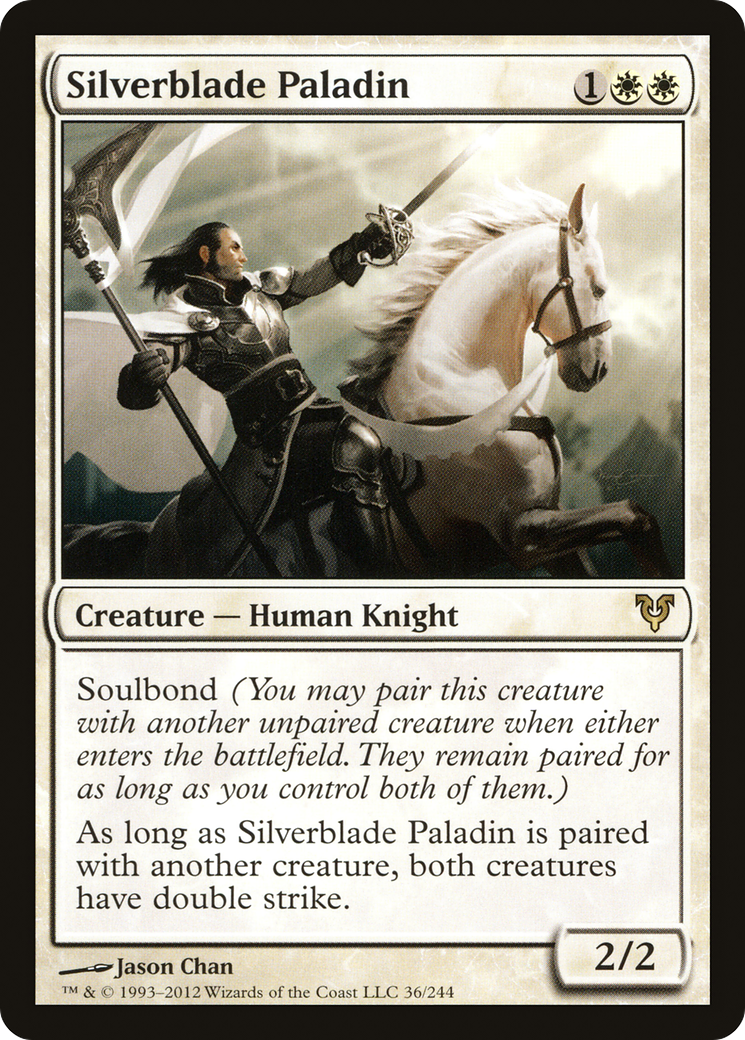 Silverblade Paladin 1
Creature — Human Knight
Soulbond (You may pair this creature
with another unpaired creature when either
enters the battlefield. They remain paired for
as long as you control both of them.)
As long as Silverblade Paladin is paired
with another creature, both creatures
have double strike.
2/2
Jason Chan
™ & © 1993–2012 Wizards of the Coast LLC 36/244